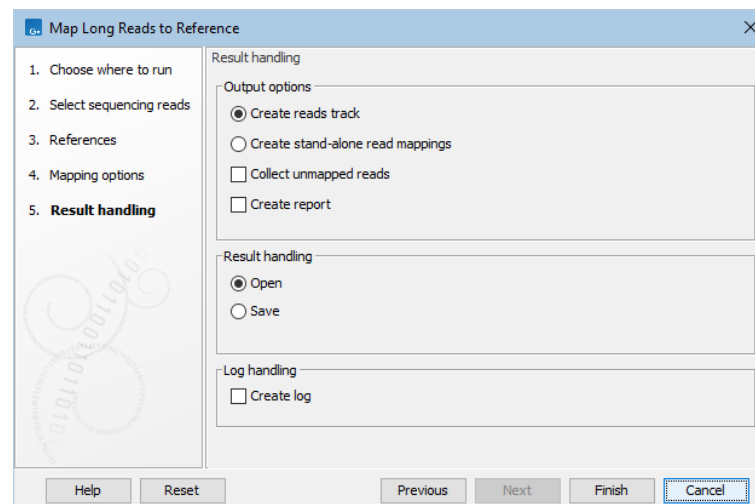 Map Long Reads to Reference
1. Choose where to run
2. Select sequencing reads
3. References
4. Mapping options
5. Result handling
Result handling
Output options
Create reads track
Create stand-alone read mappings
Collect unmapped reads
Create report
Result handling
Open
Save
Log handling
Create log
Help Reset Previous Next Finish Cancel